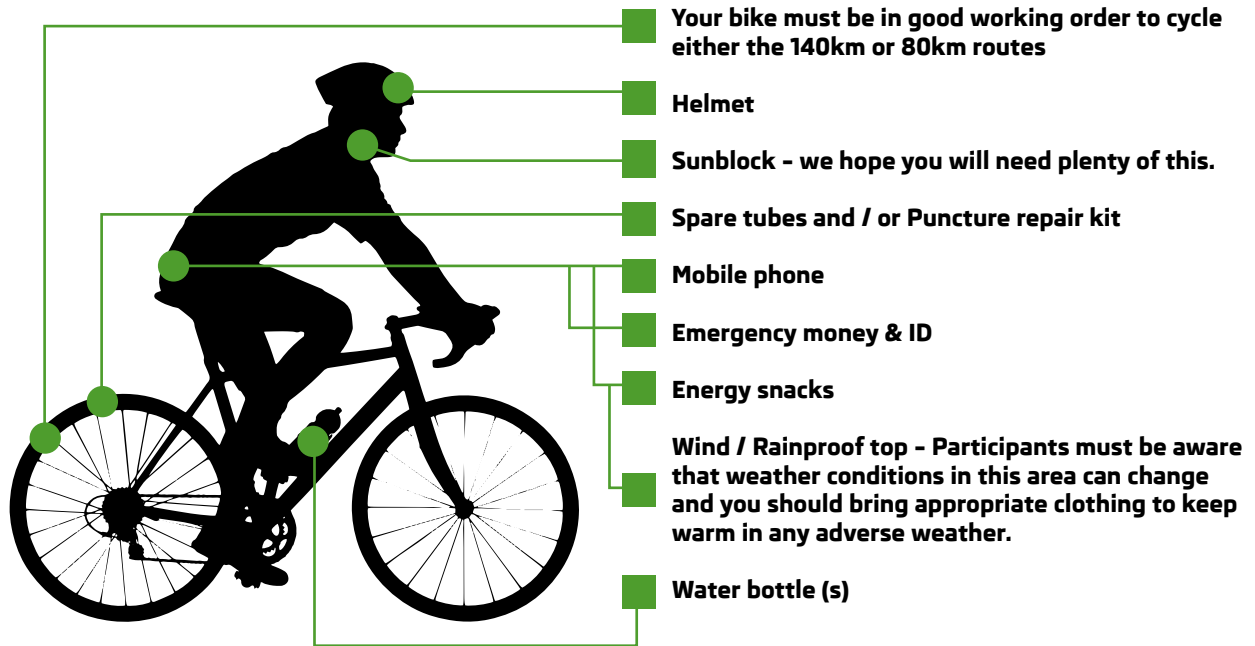 Your bike must be in good working order to cycle
either the 140km or 80km routes
Helmet
Sunblock – we hope you will need plenty of this.
Spare tubes and / or Puncture repair kit
Mobile phone
Emergency money & ID
Energy snacks
Wind / Rainproof top – Participants must be aware
that weather conditions in this area can change
and you should bring appropriate clothing to keep
warm in any adverse weather.
Water bottle (s)